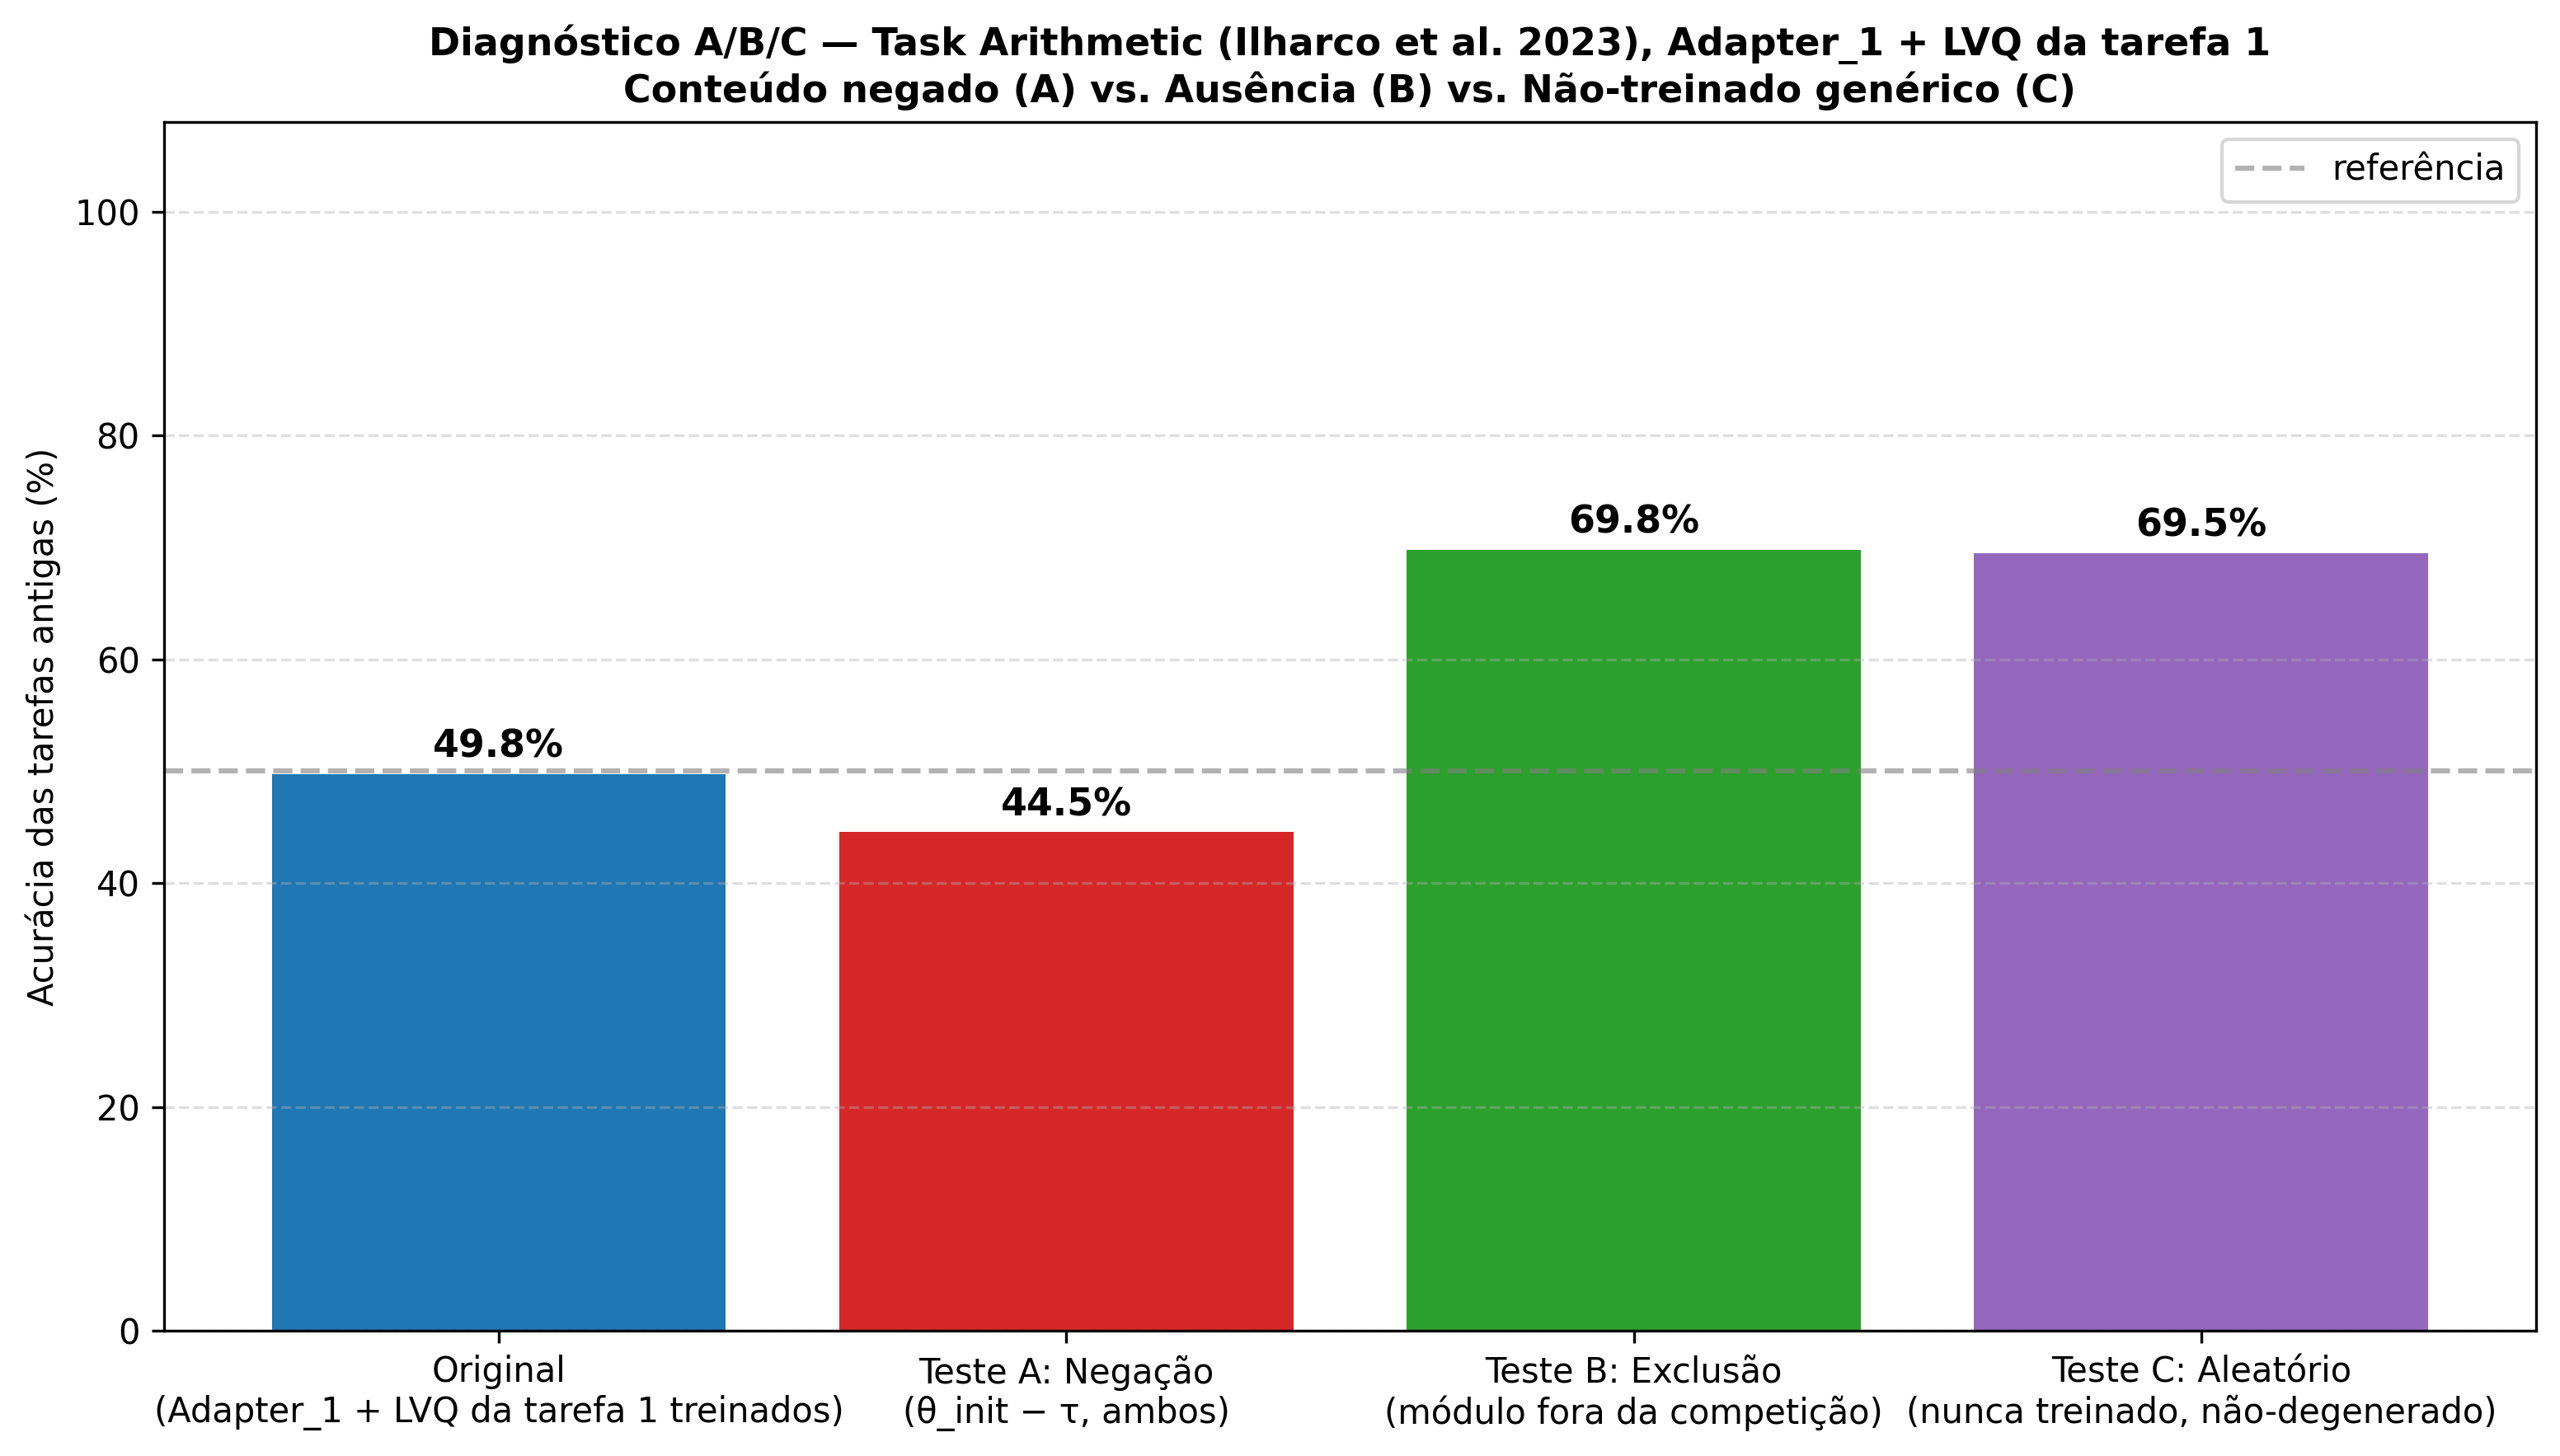 Diagnóstico A/B/C — Task Arithmetic (Ilharco et al. 2023), Adapter_1 + LVQ da tarefa 1
Conteúdo negado (A) vs. Ausência (B) vs. Não-treinado genérico (C)
referência
100
80
60
40
20
0
Acurácia das tarefas antigas (%)
49.8%
44.5%
69.8%
69.5%
Original
(Adapter_1 + LVQ da tarefa 1 treinados)
Teste A: Negação
(θ_init − τ, ambos)
Teste B: Exclusão
(módulo fora da competição)
Teste C: Aleatório
(nunca treinado, não-degenerado)